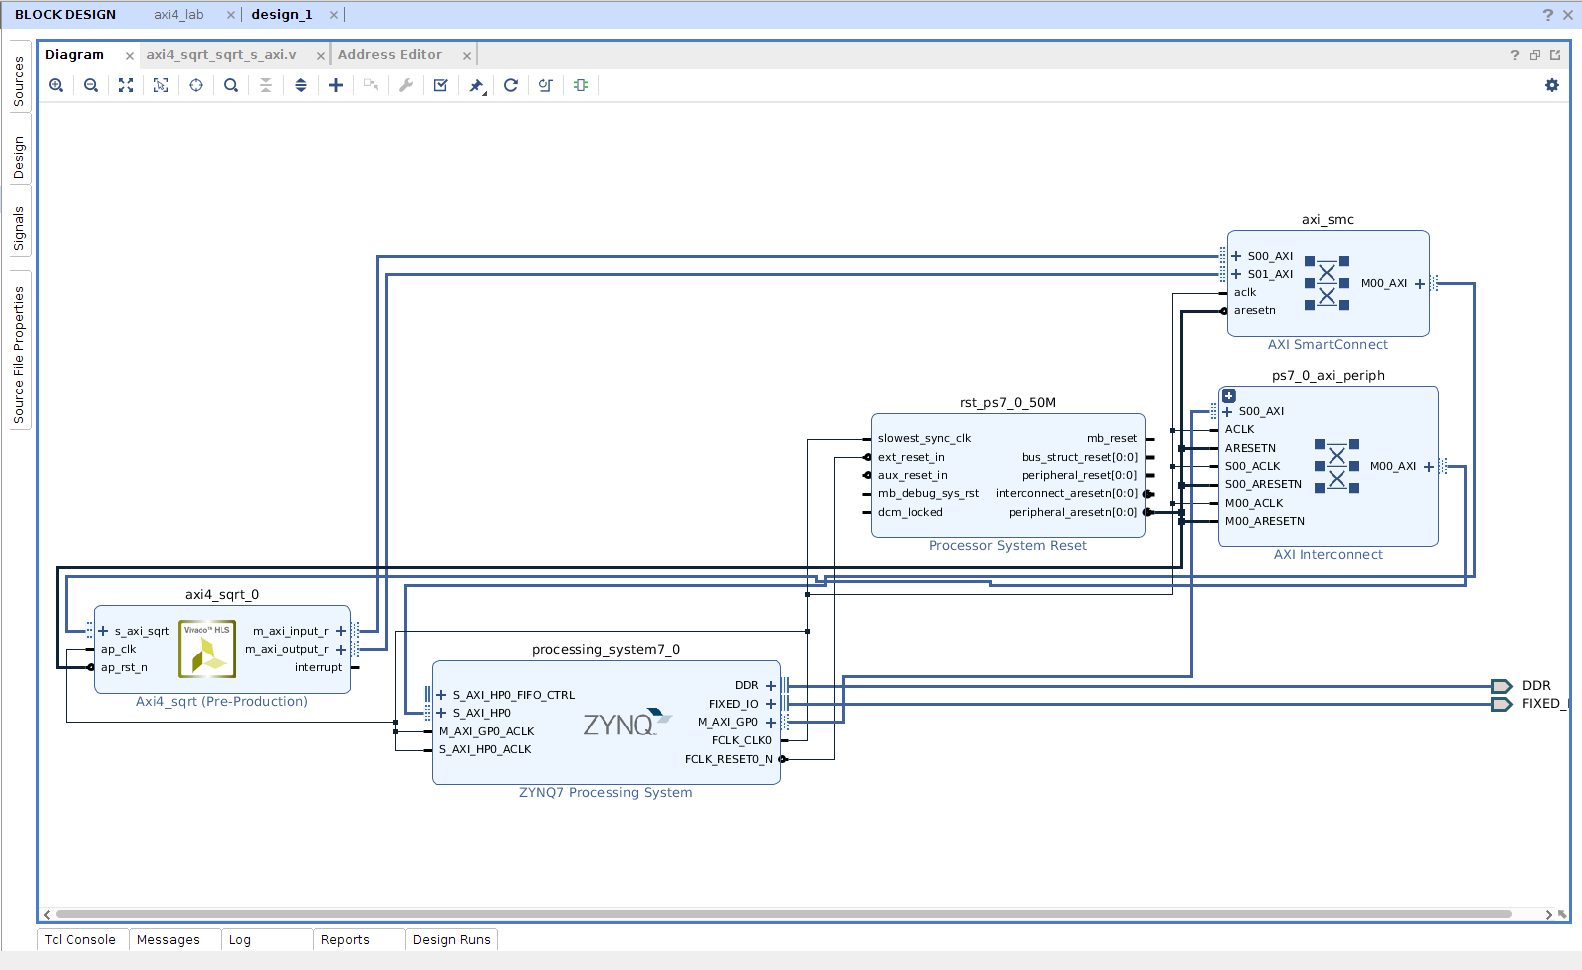 BLOCK DESIGN axi4_lab design_1
Diagram axi4_sqrt_sqrt_s_axi.v Address Editor
Sources
Design
Signals
Source File Properties
axi_smc
S00_AXI
S01_AXI
aclk
aresetn
M00_AXI
AXI SmartConnect
ps7_0_axi_periph
S00_AXI
ACLK
ARESETN
S00_ACLK
S00_ARESETN
M00_ACLK
M00_ARESETN
M00_AXI
AXI Interconnect
rst_ps7_0_50M
slowest_sync_clk
ext_reset_in
aux_reset_in
mb_debug_sys_rst
dcm_locked
mb_reset
bus_struct_reset[0:0]
peripheral_reset[0:0]
interconnect_aresetn[0:0]
peripheral_aresetn[0:0]
Processor System Reset
axi4_sqrt_0
s_axi_sqrt
ap_clk
ap_rst_n
Vivado™ HLS
m_axi_input_r
m_axi_output_r
interrupt
Axi4_sqrt (Pre-Production)
processing_system7_0
S_AXI_HP0_FIFO_CTRL
S_AXI_HP0
M_AXI_GP0_ACLK
S_AXI_HP0_ACLK
ZYNQ
DDR
FIXED_IO
M_AXI_GP0
FCLK_CLK0
FCLK_RESET0_N
ZYNQ7 Processing System
DDR
FIXED_
Tcl Console Messages Log Reports Design Runs